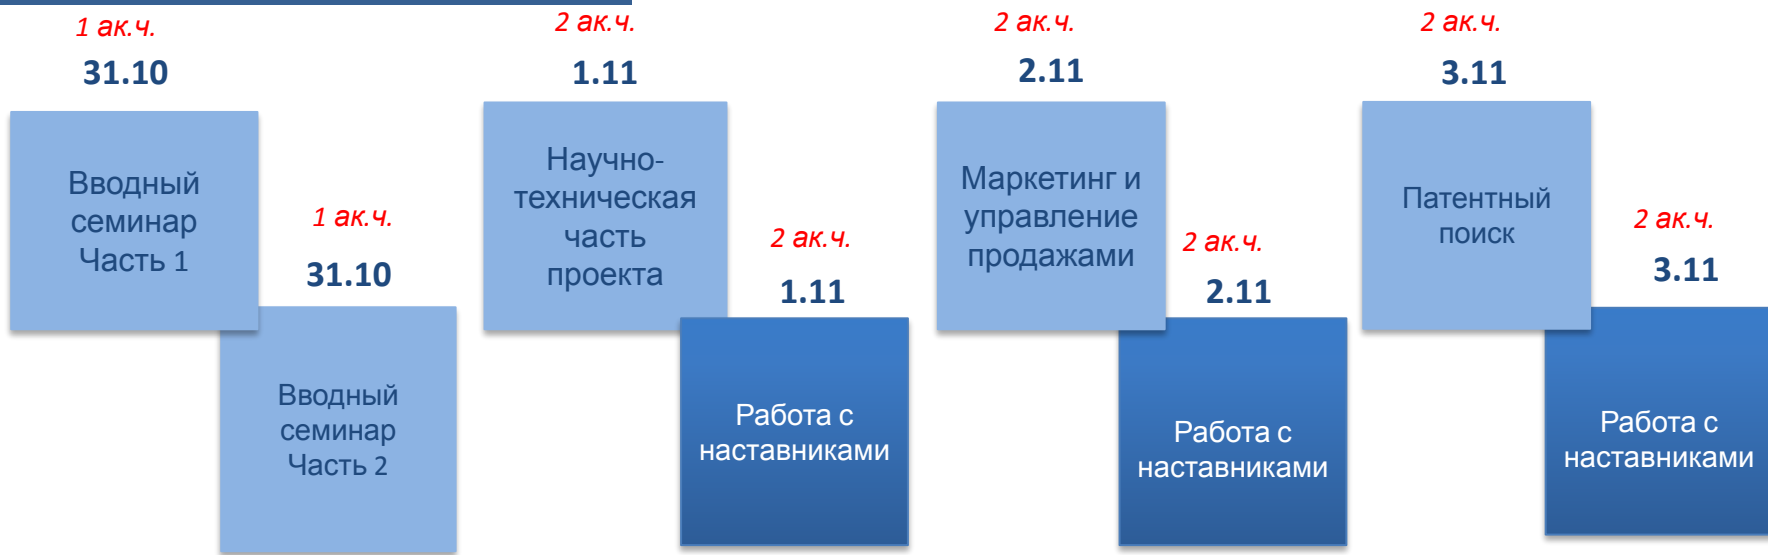 1 ак.ч.
31.10
Вводный
семинар
Часть 1
1 ак.ч.
31.10
Вводный
семинар
Часть 2
2 ак.ч.
1.11
Научно-
техническая
часть
проекта
2 ак.ч.
1.11
Работа с
наставниками
2 ак.ч.
2.11
Маркетинг и
управление
продажами
2 ак.ч.
2.11
Работа с
наставниками
2 ак.ч.
3.11
Патентный
поиск
2 ак.ч.
3.11
Работа с
наставниками